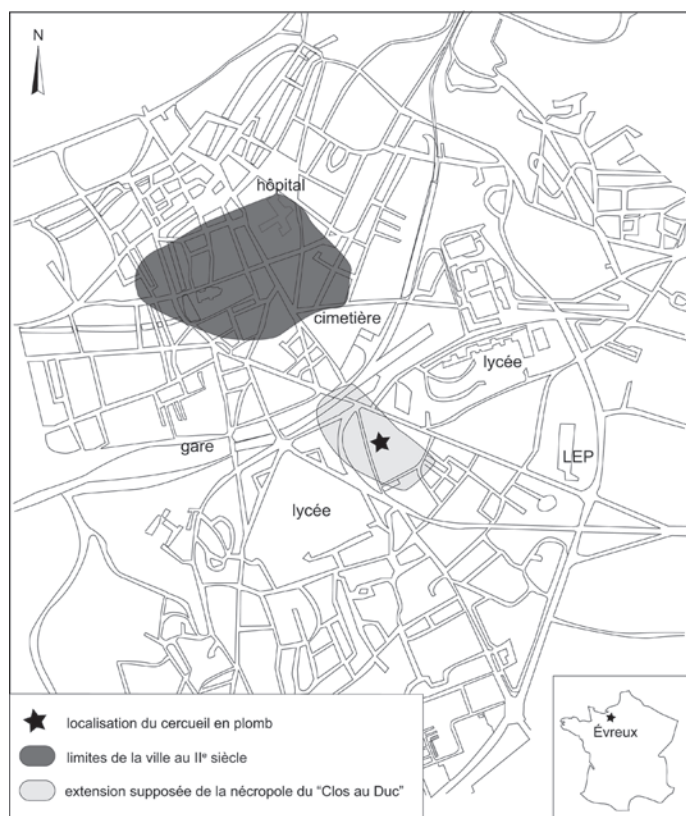 N
hôpital
cimetière
lycée
gare
LEP
lycée
localisation du cercueil en plomb
limites de la ville au IIe siècle
extension supposée de la nécropole du "Clos au Duc"
Évreux